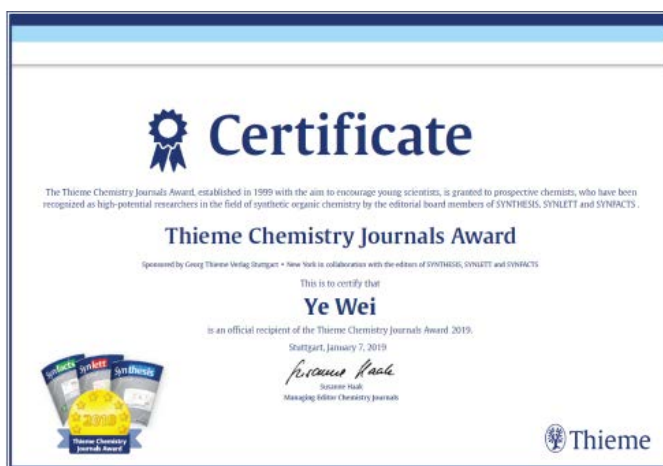 Certificate
The Thieme Chemistry Journals Award, established in 1999 with the aim to encourage young scientists, is granted to prospective chemists, who have been
recognized as high-potential researchers in the field of synthetic organic chemistry by the editorial board members of SYNTHESIS, SYNLETT and SYNFACTS .
Thieme Chemistry Journals Award
Sponsored by Georg Thieme Verlag Stuttgart • New York in collaboration with the editors of SYNTHESIS, SYNLETT and SYNFACTS
This is to certify that
Ye Wei
is an official recipient of the Thieme Chemistry Journals Award 2019.
Stuttgart, January 7, 2019
Susanne Haak
Susanne Haak
Managing Editor Chemistry Journals
Synfacts
Synlett
Synthesis
2019
Thieme Chemistry
Journals Award
Thieme